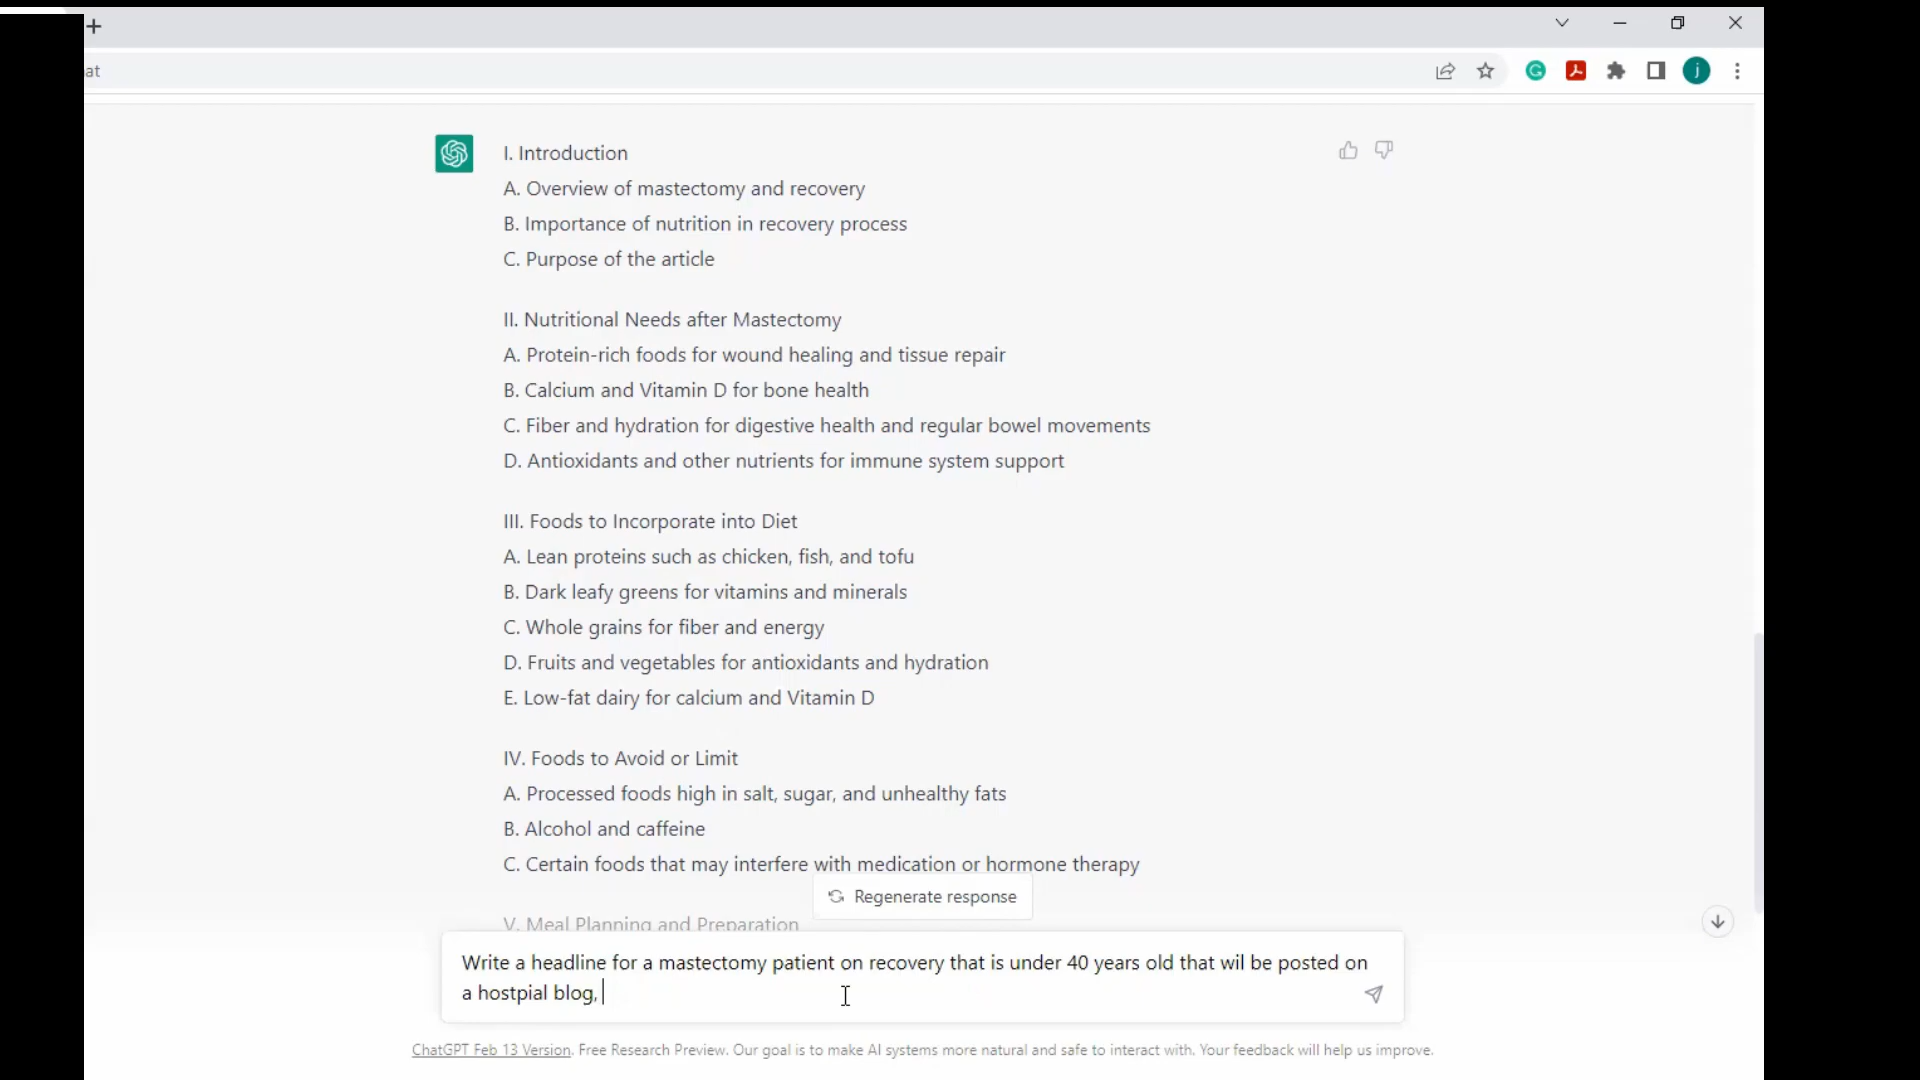 at
j
I. Introduction
A. Overview of mastectomy and recovery
B. Importance of nutrition in recovery process
C. Purpose of the article
II. Nutritional Needs after Mastectomy
A. Protein-rich foods for wound healing and tissue repair
B. Calcium and Vitamin D for bone health
C. Fiber and hydration for digestive health and regular bowel movements
D. Antioxidants and other nutrients for immune system support
III. Foods to Incorporate into Diet
A. Lean proteins such as chicken, fish, and tofu
B. Dark leafy greens for vitamins and minerals
C. Whole grains for fiber and energy
D. Fruits and vegetables for antioxidants and hydration
E. Low-fat dairy for calcium and Vitamin D
IV. Foods to Avoid or Limit
A. Processed foods high in salt, sugar, and unhealthy fats
B. Alcohol and caffeine
C. Certain foods that may interfere with medication or hormone therapy
Regenerate response
V. Meal Planning and Preparation
Write a headline for a mastectomy patient on recovery that is under 40 years old that wil be posted on
a hostpial blog,
ChatGPT Feb 13 Version. Free Research Preview. Our goal is to make AI systems more natural and safe to interact with. Your feedback will help us improve.